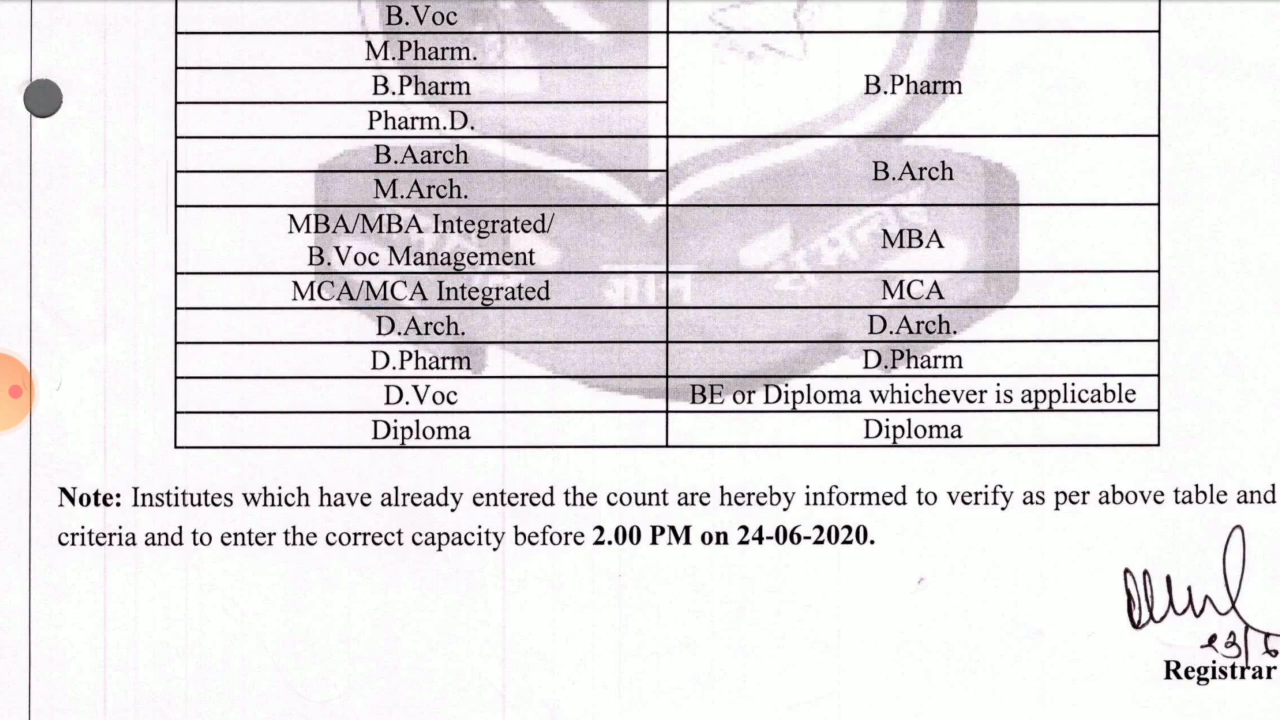 B.Voc
M.Pharm.
B.Pharm
B.Pharm
Pharm.D.
B.Aarch
B.Arch
M.Arch.
MBA/MBA Integrated/
B.Voc Management
MBA
MCA/MCA Integrated
MCA
D.Arch.
D.Arch.
D.Pharm
D.Pharm
D.Voc
BE or Diploma whichever is applicable
Diploma
Diploma
ज्ञान
Note: Institutes which have already entered the count are hereby informed to verify as per above table and
criteria and to enter the correct capacity before 2.00 PM on 24-06-2020.
23/6
Registrar